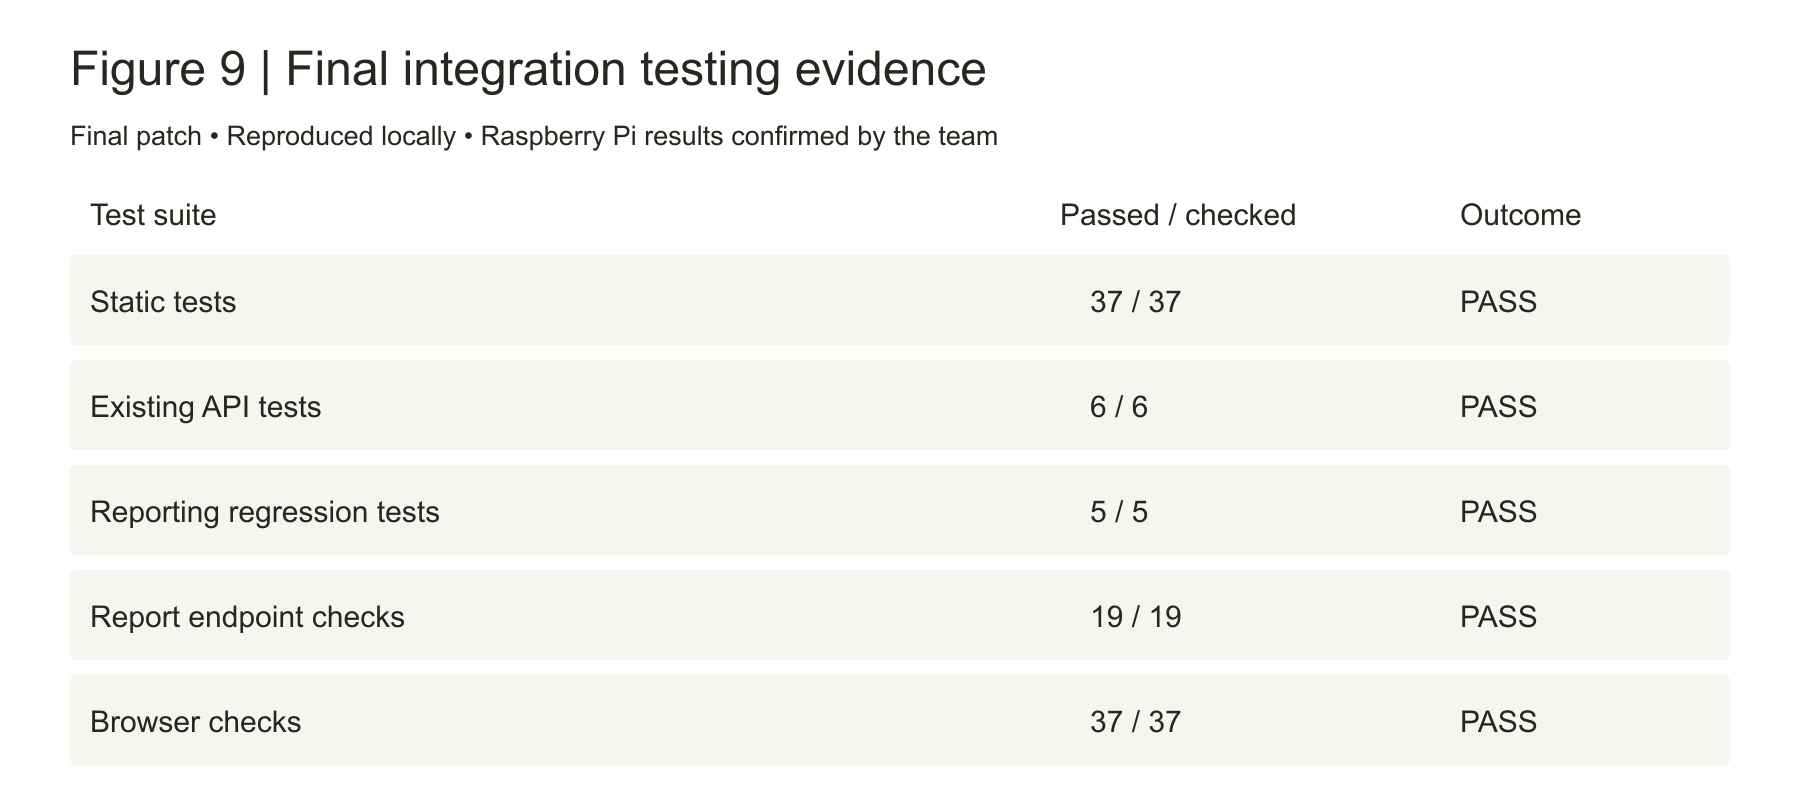 Figure 9 | Final integration testing evidence
Final patch • Reproduced locally • Raspberry Pi results confirmed by the team
Test suite Passed / checked Outcome
Static tests 37 / 37 PASS
Existing API tests 6 / 6 PASS
Reporting regression tests 5 / 5 PASS
Report endpoint checks 19 / 19 PASS
Browser checks 37 / 37 PASS